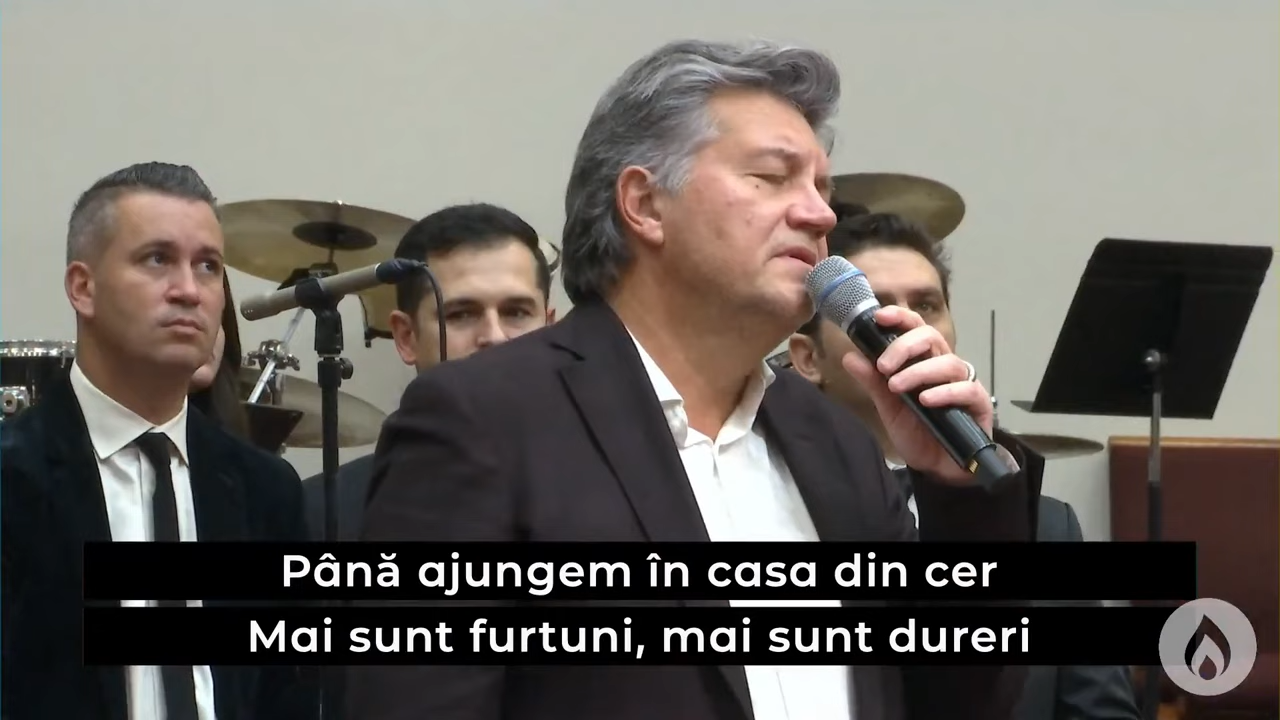 Până ajungem în casa din cer
Mai sunt furtuni, mai sunt dureri